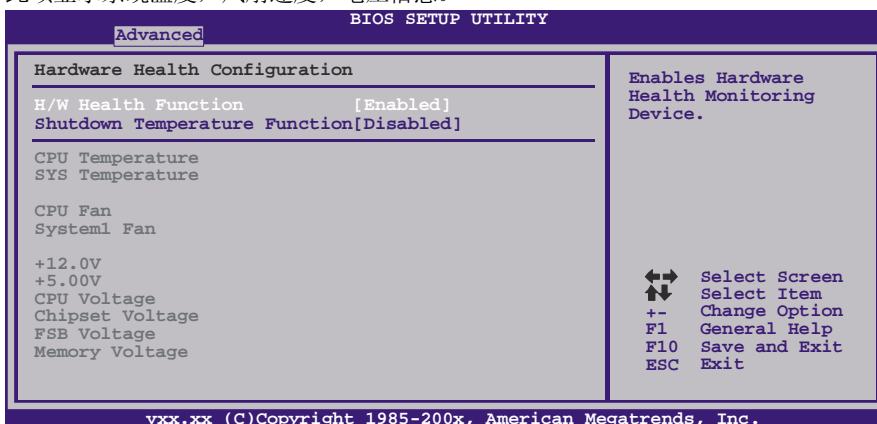 BIOS SETUP UTILITY
Advanced
Hardware Health Configuration
H/W Health Function [Enabled]
Shutdown Temperature Function[Disabled]
CPU Temperature
SYS Temperature
CPU Fan
System1 Fan
+12.0V
+5.00V
CPU Voltage
Chipset Voltage
FSB Voltage
Memory Voltage
Enables Hardware
Health Monitoring
Device.
Select Screen
Select Item
+- Change Option
F1 General Help
F10 Save and Exit
ESC Exit
vxx.xx (C)Copyright 1985-200x, American Megatrends, Inc.